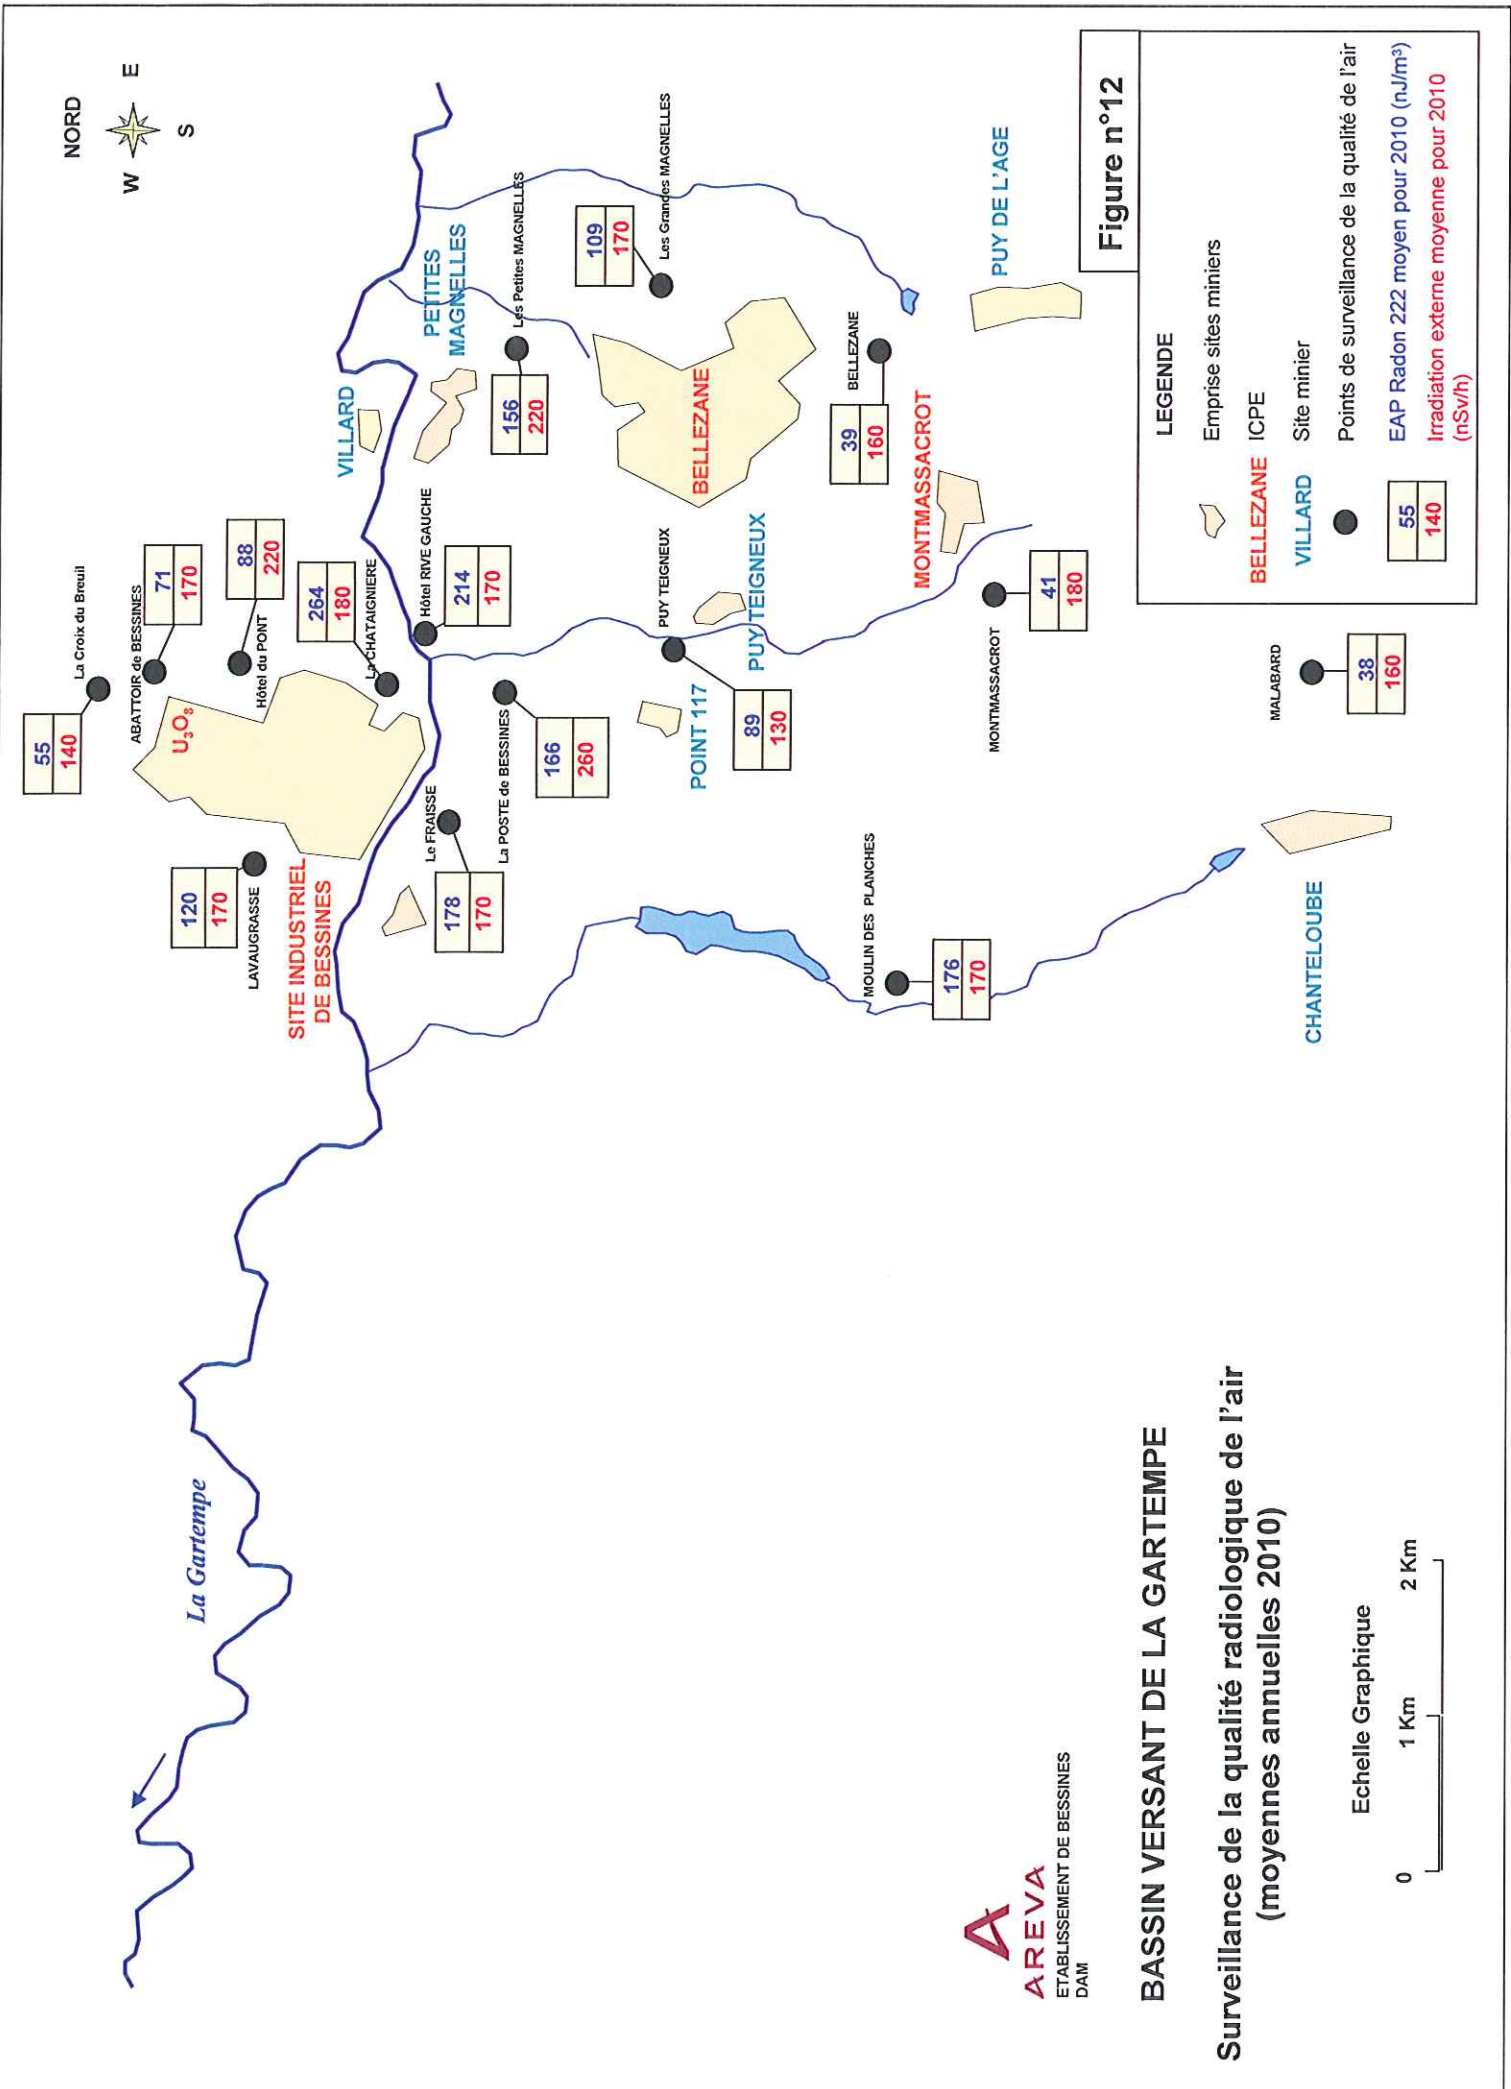 NORD
W
E
S
La Croix du Breuil
55
140
ABATTOIR de BESSINES
71
170
Hôtel du PONT
88
220
264
180
La CHATAIGNIERE
Hôtel RIVE GAUCHE
214
170
U₃O₈
120
170
LAVAUGRASSE
SITE INDUSTRIEL
DE BESSINES
Le FRAISSE
178
170
La POSTE de BESSINES
166
260
VILLARD
PETITES
MAGNELLES
Les Petites MAGNELLES
156
220
109
170
Les Grandes MAGNELLES
BELLEZANE
BELLEZANE
39
160
PUY DE L'AGE
MONTMASSACROT
PUY TEIGNEUX
PUY TEIGNEUX
89
130
POINT 117
MONTMASSACROT
41
180
MALABARD
38
160
MOULIN DES PLANCHES
176
170
CHANTELOUBE
La Gartempe
AREVA
ETABLISSEMENT DE BESSINES
DAM
BASSIN VERSANT DE LA GARTEMPE
Surveillance de la qualité radiologique de l'air
(moyennes annuelles 2010)
Echelle Graphique
0
1 Km
2 Km
Figure n°12
LEGENDE
Emprise sites miniers
BELLEZANE ICPE
VILLARD Site minier
Points de surveillance de la qualité de l'air
55 EAP Radon 222 moyen pour 2010 (nJ/m³)
140 Irradiation externe moyenne pour 2010
(nSv/h)